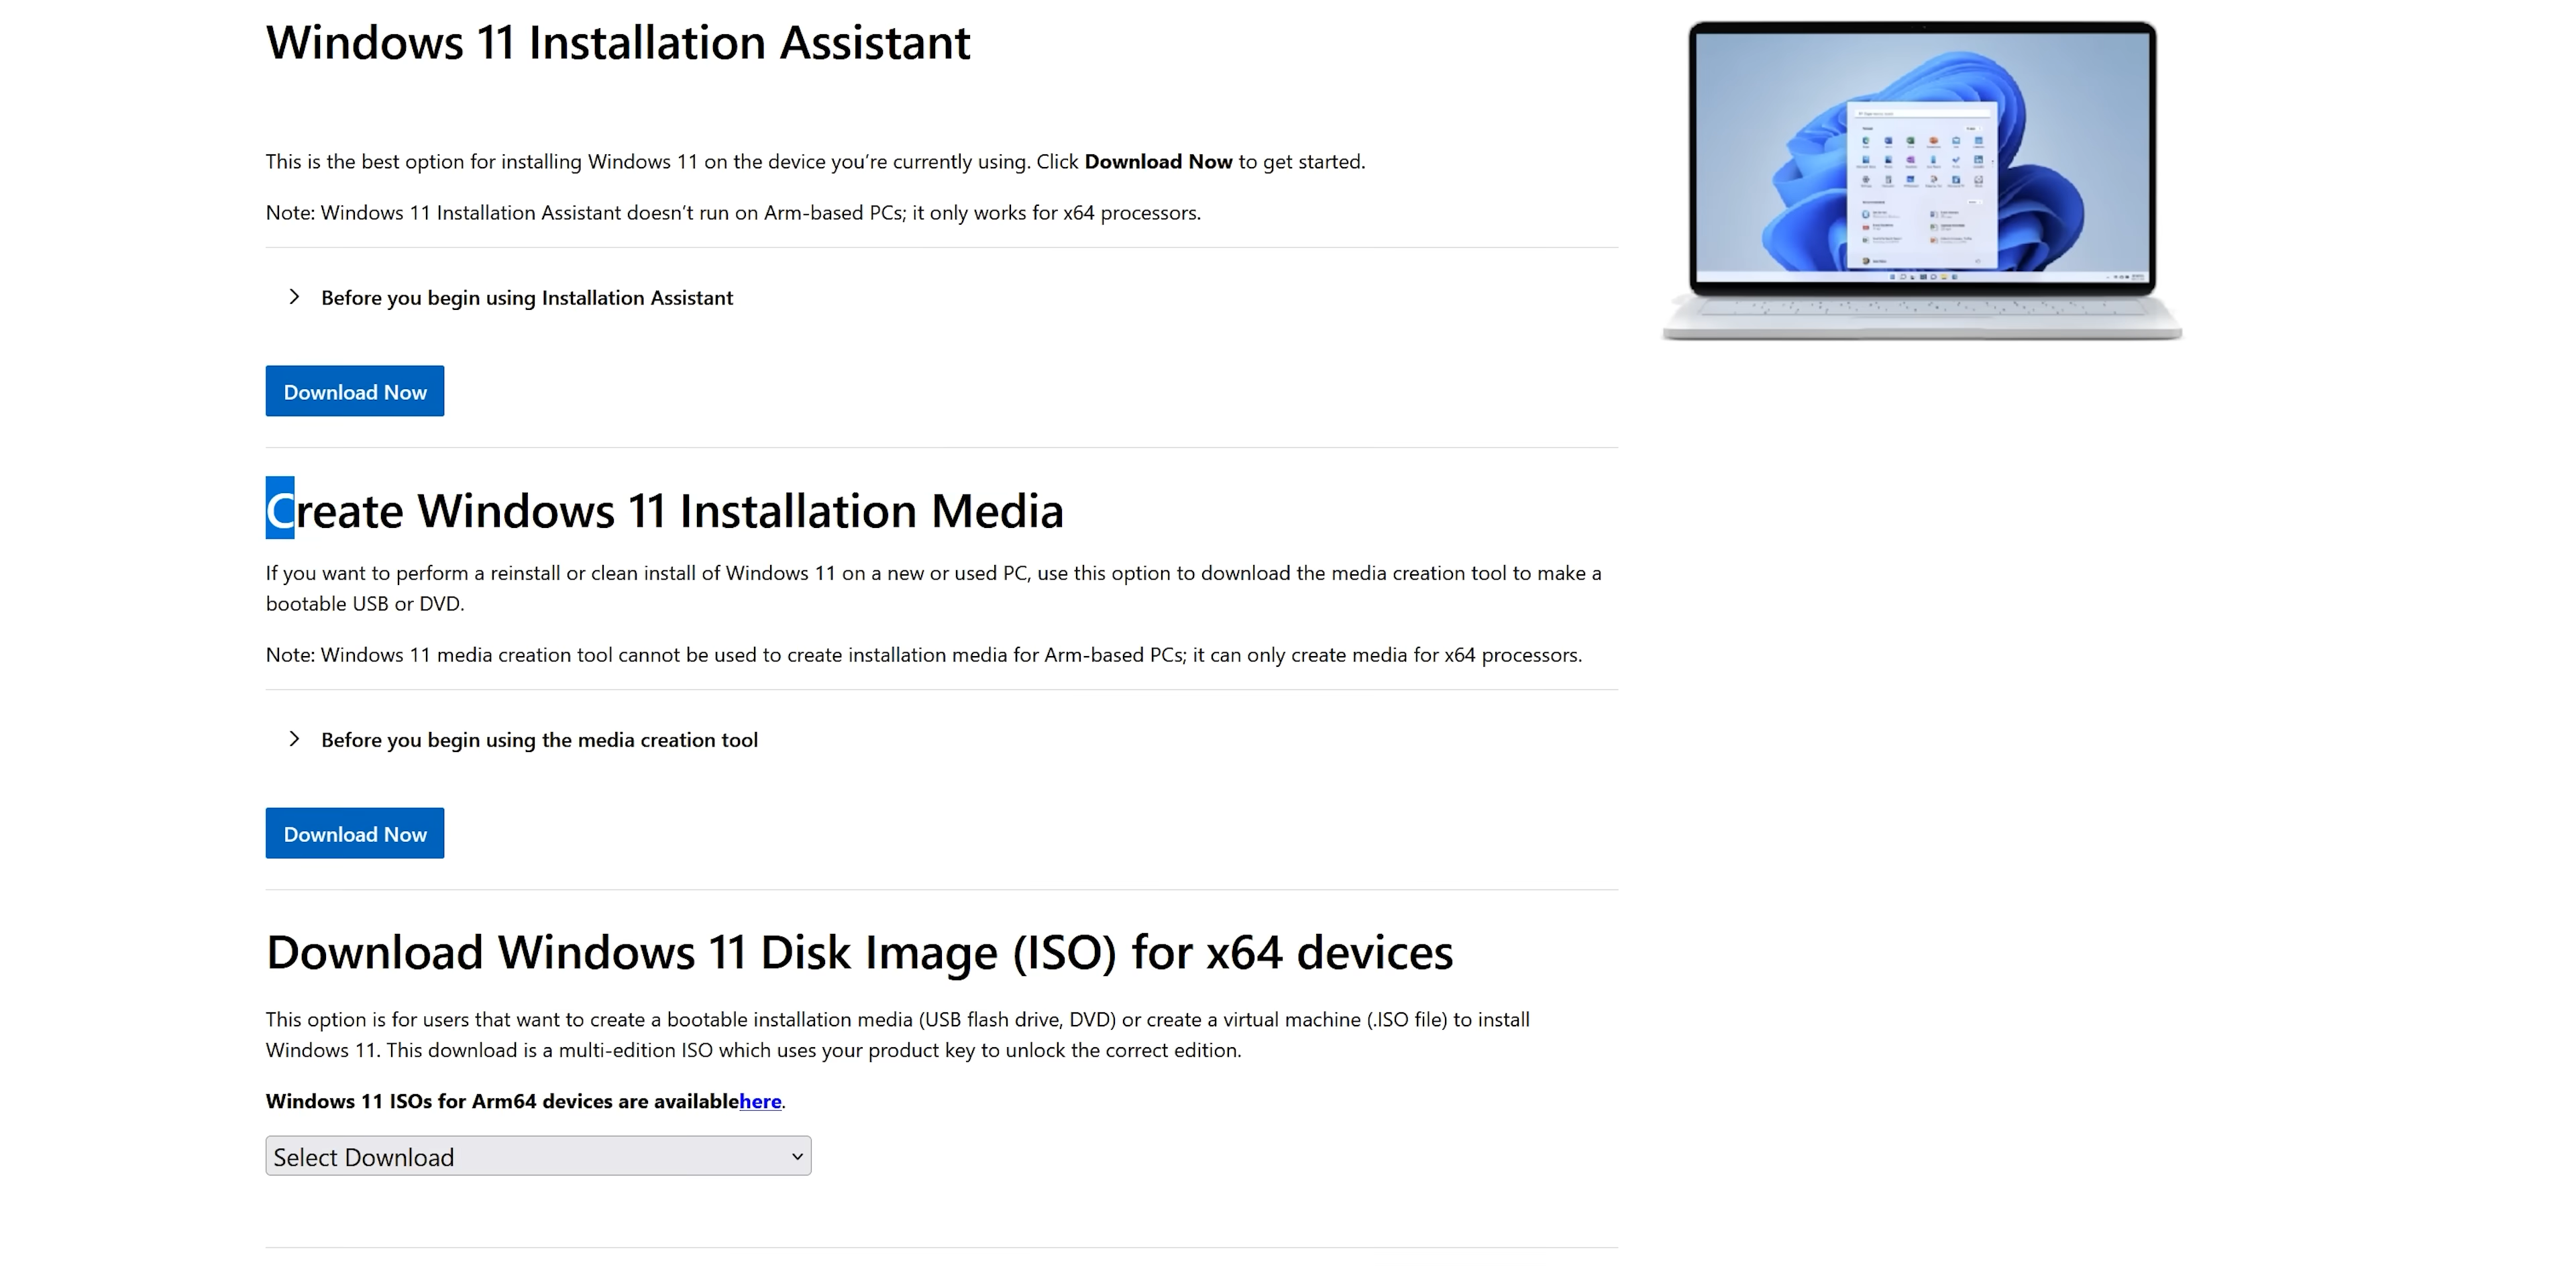 Windows 11 Installation Assistant
This is the best option for installing Windows 11 on the device you’re currently using. Click Download Now to get started.
Note: Windows 11 Installation Assistant doesn’t run on Arm-based PCs; it only works for x64 processors.
Before you begin using Installation Assistant
Download Now
Create Windows 11 Installation Media
If you want to perform a reinstall or clean install of Windows 11 on a new or used PC, use this option to download the media creation tool to make a
bootable USB or DVD.
Note: Windows 11 media creation tool cannot be used to create installation media for Arm-based PCs; it can only create media for x64 processors.
Before you begin using the media creation tool
Download Now
Download Windows 11 Disk Image (ISO) for x64 devices
This option is for users that want to create a bootable installation media (USB flash drive, DVD) or create a virtual machine (.ISO file) to install
Windows 11. This download is a multi-edition ISO which uses your product key to unlock the correct edition.
Windows 11 ISOs for Arm64 devices are availablehere.
Select Download